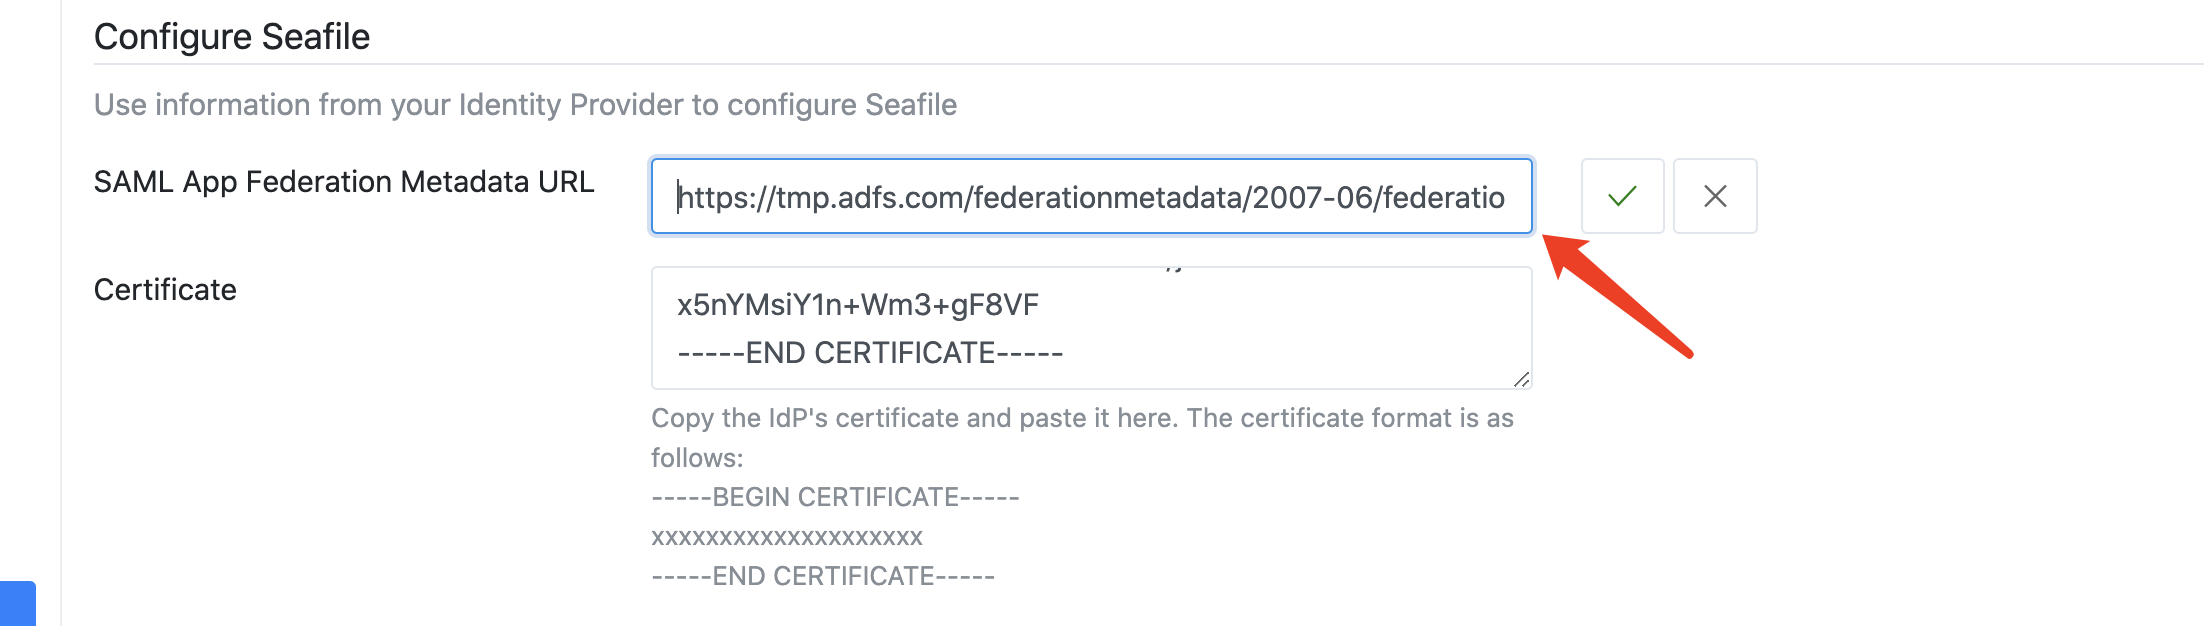 Configure Seafile
Use information from your Identity Provider to configure Seafile
SAML App Federation Metadata URL
https://tmp.adfs.com/federationmetadata/2007-06/federatio
Certificate
x5nYMsiY1n+Wm3+gF8VF
-----END CERTIFICATE-----
Copy the IdP's certificate and paste it here. The certificate format is as
follows:
-----BEGIN CERTIFICATE-----
xxxxxxxxxxxxxxxxxxxx
-----END CERTIFICATE-----